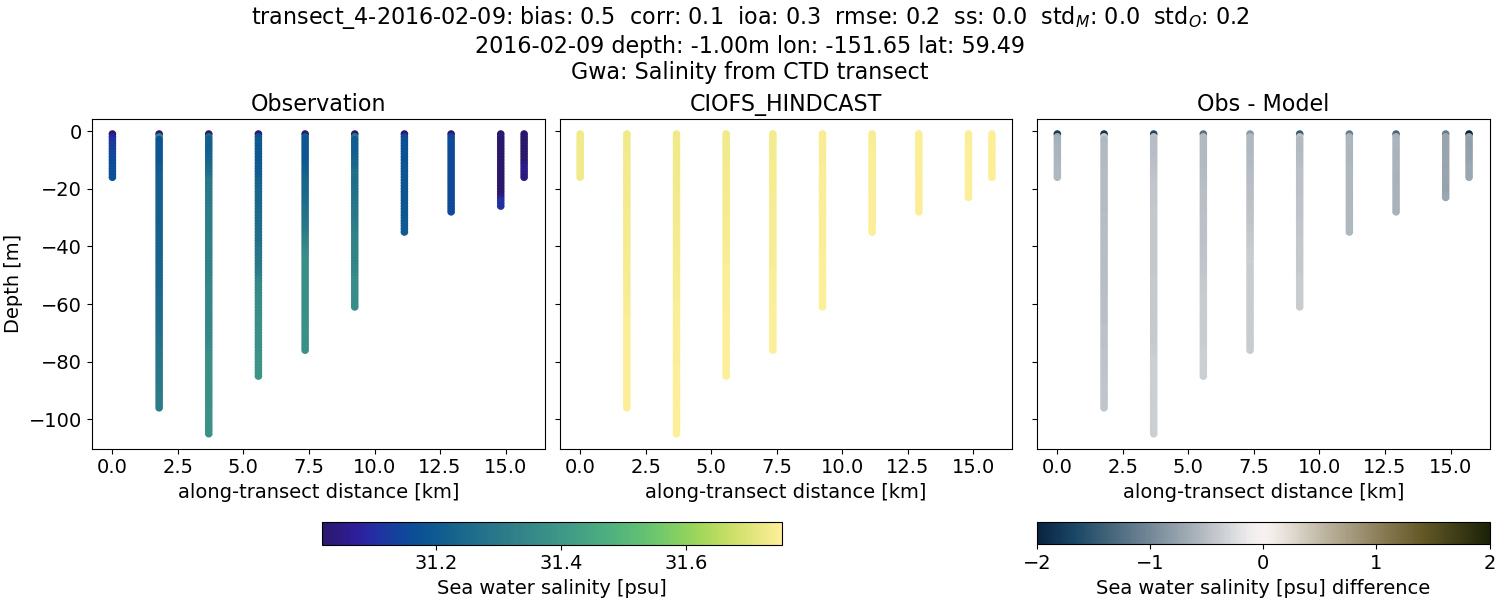 transect_4-2016-02-09: bias: 0.5 corr: 0.1 ioa: 0.3 rmse: 0.2 ss: 0.0 std_M: 0.0 std_O: 0.2
2016-02-09 depth: -1.00m lon: -151.65 lat: 59.49
Gwa: Salinity from CTD transect
Observation
CIOFS_HINDCAST
Obs - Model
0
−20
−40
−60
−80
−100
Depth [m]
0.0 2.5 5.0 7.5 10.0 12.5 15.0
0.0 2.5 5.0 7.5 10.0 12.5 15.0
0.0 2.5 5.0 7.5 10.0 12.5 15.0
along-transect distance [km]
along-transect distance [km]
along-transect distance [km]
31.2 31.4 31.6
Sea water salinity [psu]
−2 −1 0 1 2
Sea water salinity [psu] difference